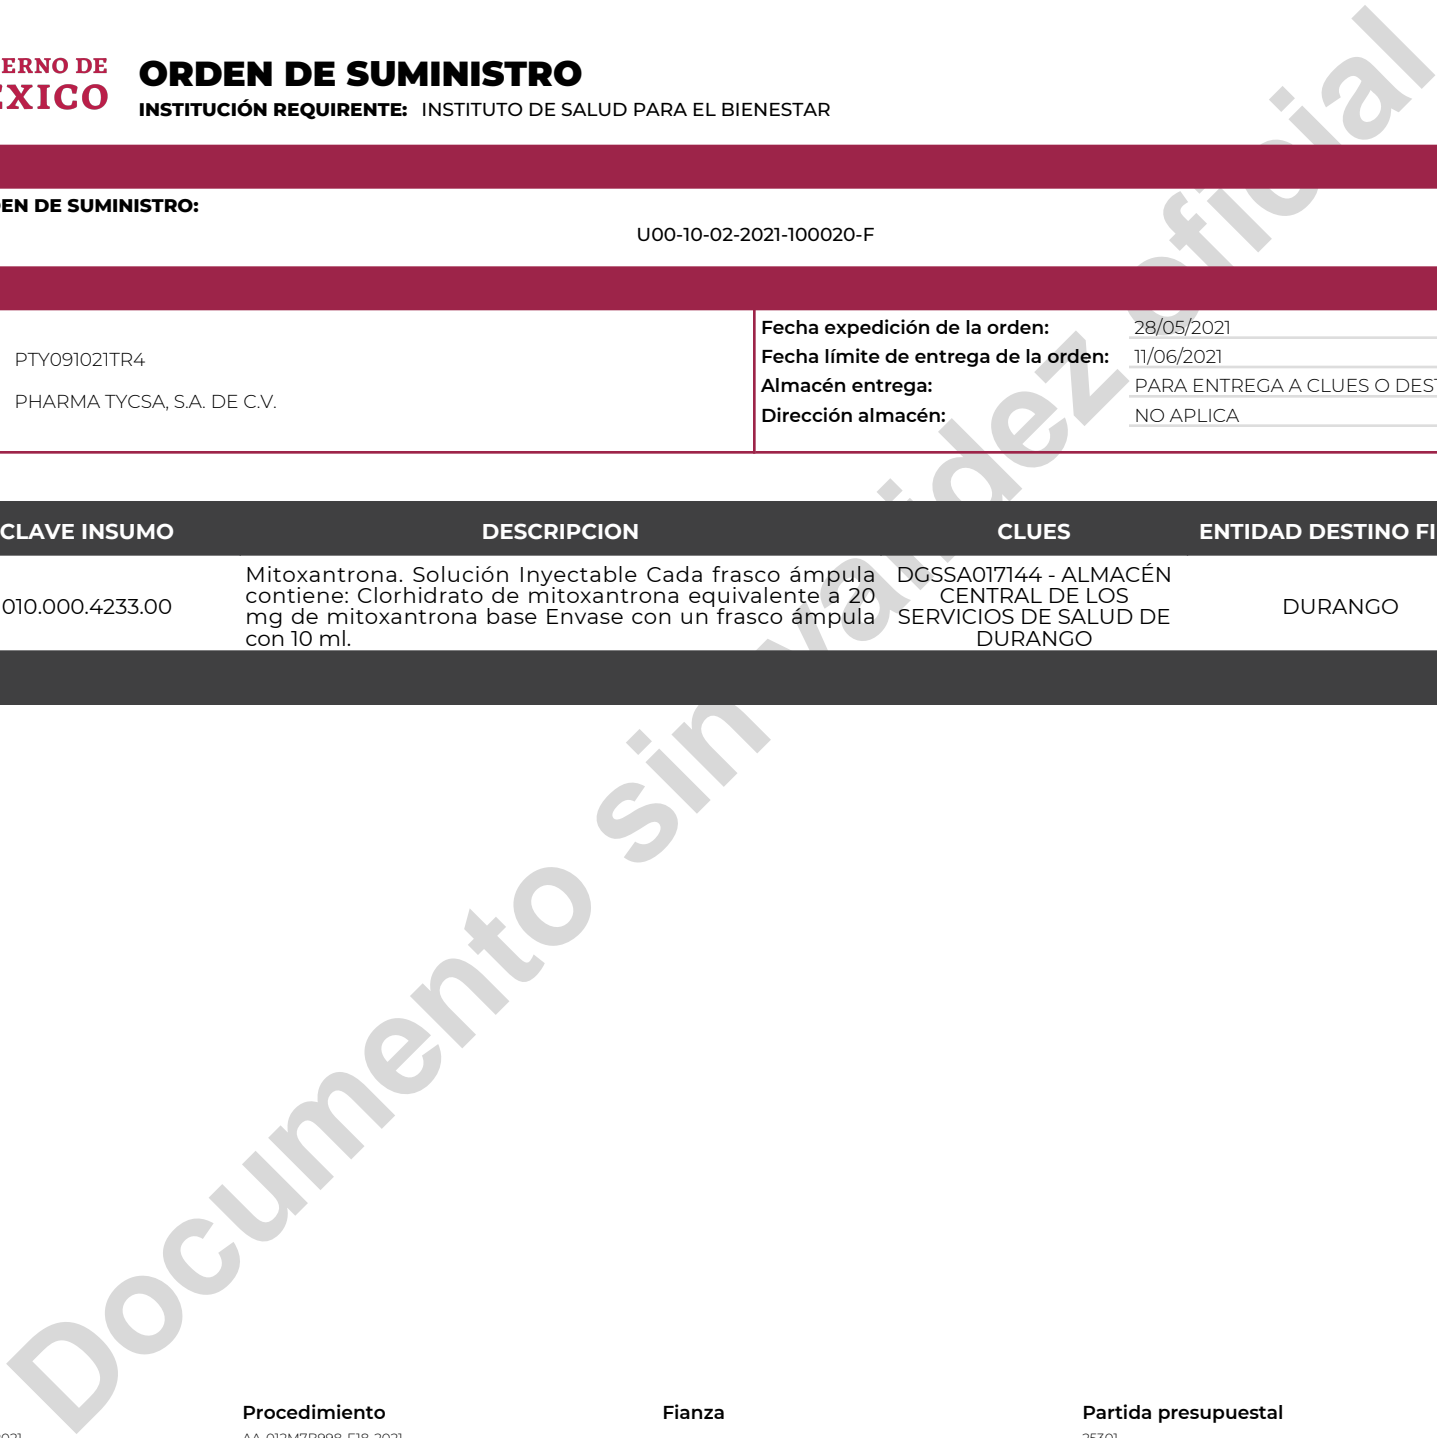 ERNO DE
ÉXICO
ORDEN DE SUMINISTRO
INSTITUCIÓN REQUIRENTE: INSTITUTO DE SALUD PARA EL BIENESTAR
EN DE SUMINISTRO:
U00-10-02-2021-100020-F
PTY091021TR4
PHARMA TYCSA, S.A. DE C.V.
Fecha expedición de la orden: 28/05/2021
Fecha límite de entrega de la orden: 11/06/2021
Almacén entrega: PARA ENTREGA A CLUES O DEST
Dirección almacén: NO APLICA
CLAVE INSUMO DESCRIPCION CLUES ENTIDAD DESTINO FI
010.000.4233.00
Mitoxantrona. Solución Inyectable Cada frasco ámpula
contiene: Clorhidrato de mitoxantrona equivalente a 20
mg de mitoxantrona base Envase con un frasco ámpula
con 10 ml.
DGSSA017144 - ALMACÉN
CENTRAL DE LOS
SERVICIOS DE SALUD DE
DURANGO
DURANGO
Documento sin validez oficial
Procedimiento Fianza Partida presupuestal